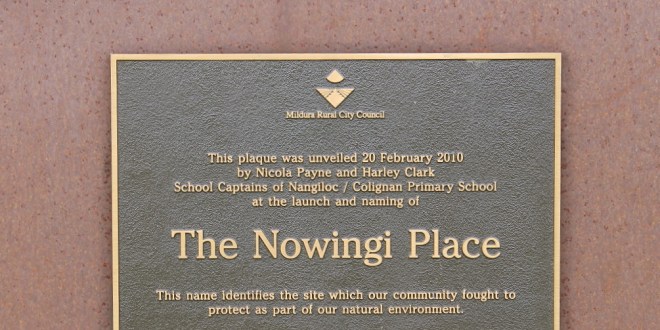 Mildura Rural City Council
This plaque was unveiled 20 February 2010
by Nicola Payne and Harley Clark
School Captains of Nangiloc / Colignan Primary School
at the launch and naming of
The Nowingi Place
This name identifies the site which our community fought to
protect as part of our natural environment.